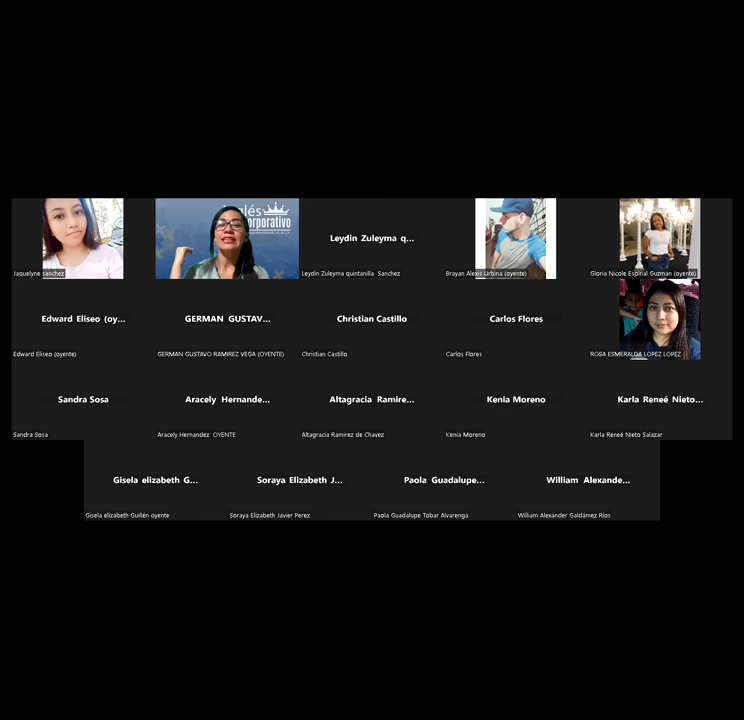 Jaquelyne sanchez
Inglés
corporativo
Leydin Zuleyma q...
Leydin Zuleyma quintanilla Sanchez
Brayan Alexis Urbina (oyente)
Gloria Nicole Espinal Guzman (oyente)
Edward Eliseo (oy...
Edward Eliseo (oyente)
GERMAN GUSTAV...
GERMAN GUSTAVO RAMIREZ VEGA (OYENTE)
Christian Castillo
Christian Castillo
Carlos Flores
Carlos Flores
ROSA ESMERALDA LOPEZ LOPEZ
Sandra Sosa
Sandra Sosa
Aracely Hernande...
Aracely Hernandez OYENTE
Altagracia Ramire...
Altagracia Ramirez de Chavez
Kenia Moreno
Kenia Moreno
Karla Reneé Nieto...
Karla Reneé Nieto Salazar
Gisela elizabeth G...
Gisela elizabeth Guillén oyente
Soraya Elizabeth J...
Soraya Elizabeth Javier Perez
Paola Guadalupe...
Paola Guadalupe Tobar Alvarenga
William Alexande...
William Alexander Galdámez Ríos